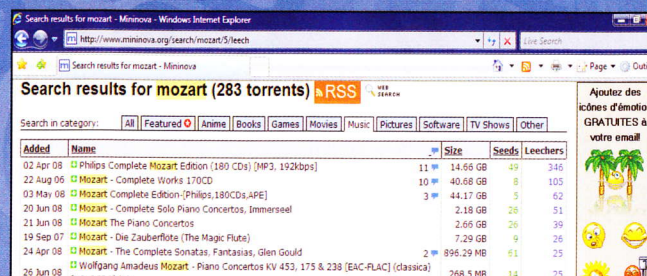 Search results for mozart - Mininova - Windows Internet Explorer
http://www.mininova.org/search/mozart/5/leech
Live Search
Search results for mozart - Mininova
Page
Search results for mozart (283 torrents) RSS WEB SEARCH
Search in category: All Featured Anime Books Games Movies Music Pictures Software TV Shows Other
Added Name Size Seeds Leechers
02 Apr 08 Philips Complete Mozart Edition (180 CDs) [MP3, 192kbps] 11 14.66 GB 49 346
22 Aug 06 Mozart - Complete Works 170CD 10 40.68 GB 8 105
03 May 08 Mozart Complete Edition-[Philips,180CDs,APE] 3 44.17 GB 5 62
20 Jun 08 Mozart - Complete Solo Piano Concertos, Immerseel 2.18 GB 26 51
21 Jun 08 Mozart The Piano Concertos 2.66 GB 26 39
19 Sep 07 Mozart - Die Zauberflöte (The Magic Flute) 7.29 GB 9 26
24 Apr 08 Mozart - The Complete Sonatas, Fantasias, Glen Gould 2 896.29 MB 61 25
26 Jun 08 Wolfgang Amadeus Mozart - Piano Concertos KV 453, 175 & 238 [EAC-FLAC] (classica) 268.5 MB 14 25
Ajoutez des
icônes d'émotio
GRATUITES à
votre email!